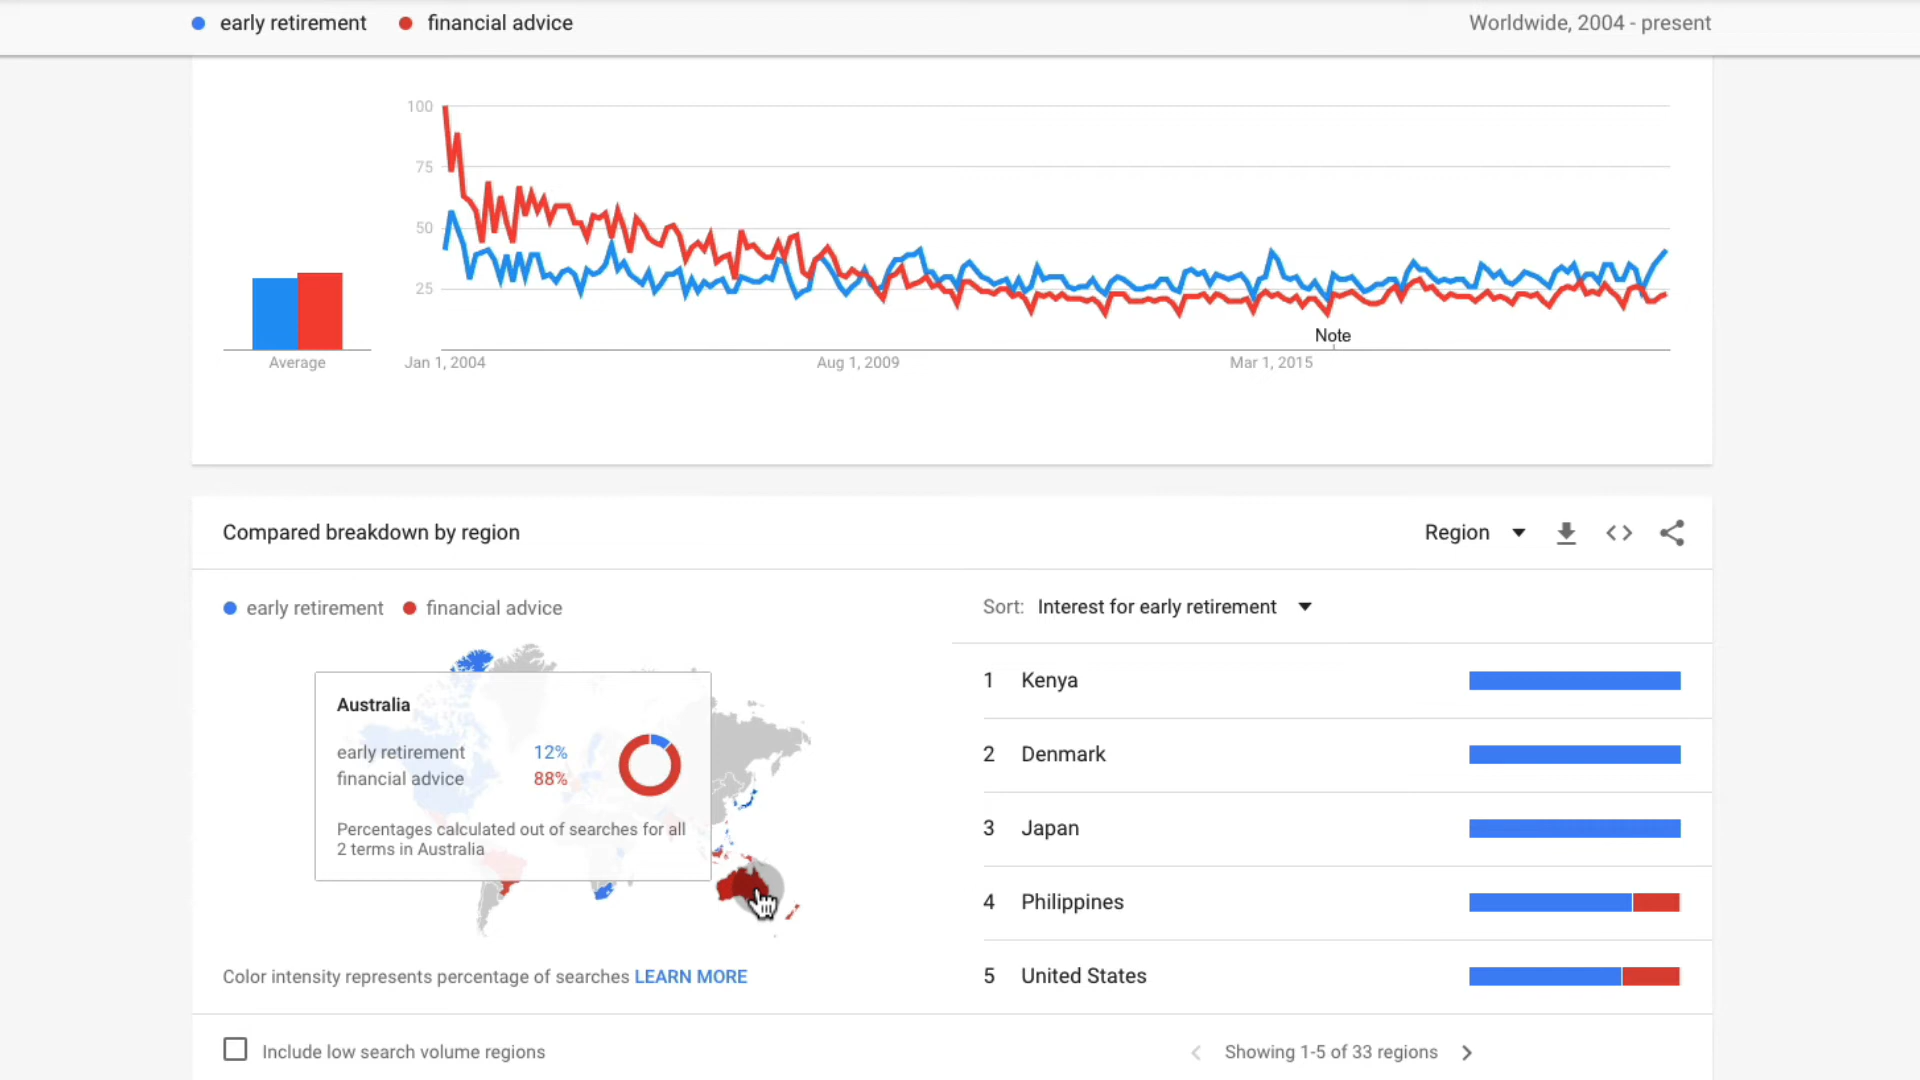 early retirement financial advice Worldwide, 2004 - present
100
75
50
25
Note
Average Jan 1, 2004 Aug 1, 2009 Mar 1, 2015
Compared breakdown by region Region
early retirement financial advice
Sort: Interest for early retirement
Australia
early retirement 12%
financial advice 88%
Percentages calculated out of searches for all
2 terms in Australia
Color intensity represents percentage of searches LEARN MORE
Include low search volume regions
1 Kenya
2 Denmark
3 Japan
4 Philippines
5 United States
Showing 1-5 of 33 regions